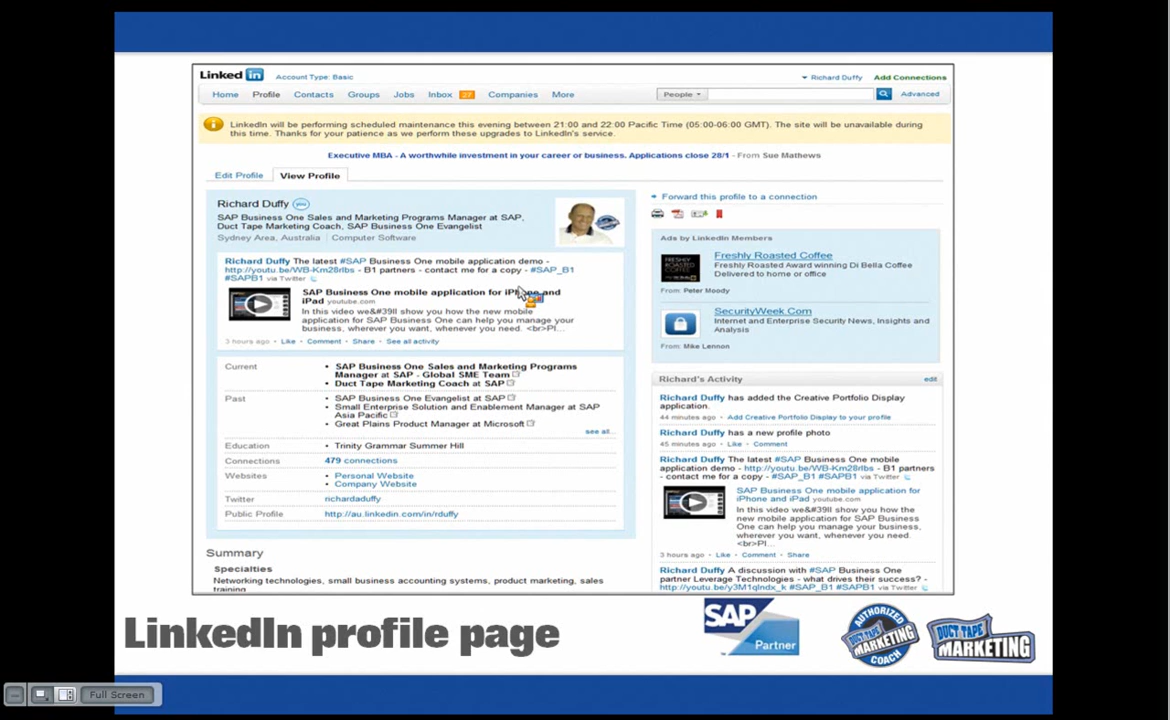 Linked in Account Type: Basic
Richard Duffy Add Connections
Home Profile Contacts Groups Jobs Inbox 27 Companies More
People Advanced
LinkedIn will be performing scheduled maintenance this evening between 21:00 and 22:00 Pacific Time (05:00-06:00 GMT). The site will be unavailable during
this time. Thanks for your patience as we perform these upgrades to LinkedIn's service.
Executive MBA - A worthwhile investment in your career or business. Applications close 28/1 - From Sue Mathews
Edit Profile View Profile
Richard Duffy you
SAP Business One Sales and Marketing Programs Manager at SAP,
Duct Tape Marketing Coach, SAP Business One Evangelist
Sydney Area, Australia | Computer Software
Richard Duffy The latest #SAP Business One mobile application demo -
http://youtu.be/WB-Km28rlbs - B1 partners - contact me for a copy - #SAP_B1
#SAPB1 via Twitter
SAP Business One mobile application for iPhone and
iPad youtube.com
In this video we&#39ll show you how the new mobile
application for SAP Business One can help you manage your
business, wherever you want, whenever you need. <br>Pl...
3 hours ago • Like • Comment • Share • See all activity
Current
• SAP Business One Sales and Marketing Programs
Manager at SAP - Global SME Team
• Duct Tape Marketing Coach at SAP
Past
• SAP Business One Evangelist at SAP
• Small Enterprise Solution and Enablement Manager at SAP
Asia Pacific
• Great Plains Product Manager at Microsoft
see all...
Education • Trinity Grammar Summer Hill
Connections 479 connections
Websites • Personal Website
• Company Website
Twitter richardaduffy
Public Profile http://au.linkedin.com/in/rduffy
Summary
Specialties
Networking technologies, small business accounting systems, product marketing, sales
training
Forward this profile to a connection
Ads by LinkedIn Members
FRESHLY
ROASTED
COFFEE
Freshly Roasted Coffee
Freshly Roasted Award winning Di Bella Coffee
Delivered to home or office
From: Peter Moody
SecurityWeek.Com
Internet and Enterprise Security News, Insights and
Analysis
From: Mike Lennon
Richard's Activity edit
Richard Duffy has added the Creative Portfolio Display
application.
44 minutes ago • Add Creative Portfolio Display to your profile
Richard Duffy has a new profile photo
45 minutes ago • Like • Comment
Richard Duffy The latest #SAP Business One mobile
application demo - http://youtu.be/WB-Km28rlbs - B1 partners
- contact me for a copy - #SAP_B1 #SAPB1 via Twitter
SAP Business One mobile application for
iPhone and iPad youtube.com
In this video we&#39ll show you how the
new mobile application for SAP Business
One can help you manage your business,
wherever you want, whenever you need.
<br>Pl...
3 hours ago • Like • Comment • Share
Richard Duffy A discussion with #SAP Business One
partner Leverage Technologies - what drives their success? -
http://youtu.be/y3M1qlndx_k #SAP_B1 #SAPB1 via Twitter
LinkedIn profile page
SAP
Partner
AUTHORIZED
DUCT TAPE
MARKETING
COACH
DUCT TAPE
MARKETING
Full Screen